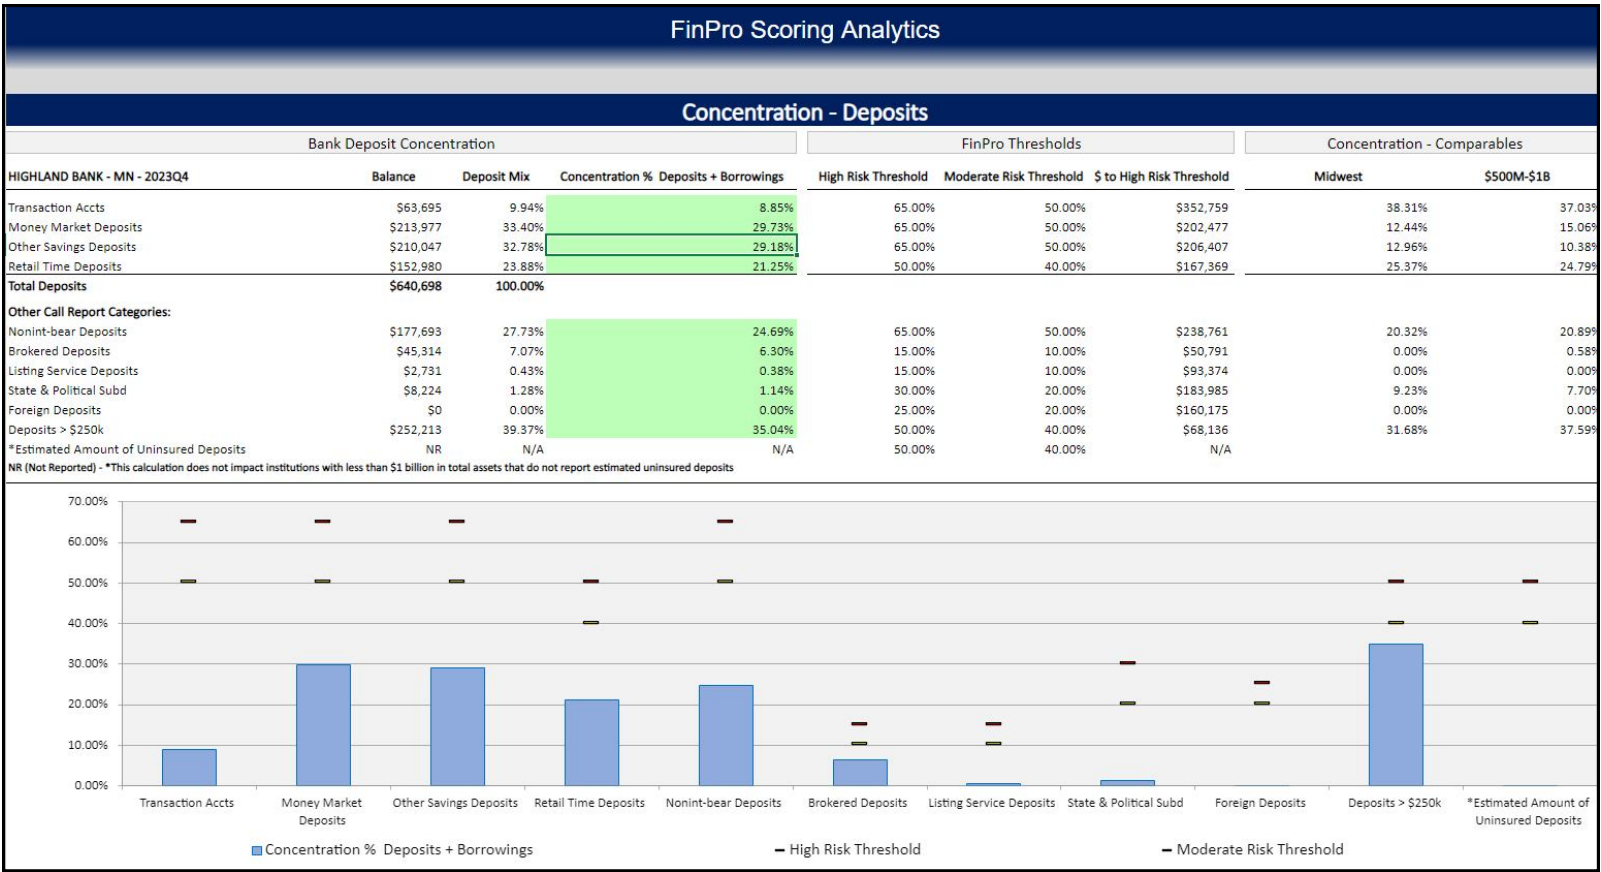 FinPro Scoring Analytics
Concentration - Deposits
Bank Deposit Concentration FinPro Thresholds Concentration - Comparables
HIGHLAND BANK - MN - 2023Q4 Balance Deposit Mix Concentration % Deposits + Borrowings High Risk Threshold Moderate Risk Threshold $ to High Risk Threshold Midwest $500M-$1B
Transaction Accts $63,695 9.94% 8.85% 65.00% 50.00% $352,759 38.31% 37.03%
Money Market Deposits $213,977 33.40% 29.73% 65.00% 50.00% $202,477 12.44% 15.06%
Other Savings Deposits $210,047 32.78% 29.18% 65.00% 50.00% $206,407 12.96% 10.38%
Retail Time Deposits $152,980 23.88% 21.25% 50.00% 40.00% $167,369 25.37% 24.79%
Total Deposits $640,698 100.00%
Other Call Report Categories:
Nonint-bear Deposits $177,693 27.73% 24.69% 65.00% 50.00% $238,761 20.32% 20.89%
Brokered Deposits $45,314 7.07% 6.30% 15.00% 10.00% $50,791 0.00% 0.58%
Listing Service Deposits $2,731 0.43% 0.38% 15.00% 10.00% $93,374 0.00% 0.00%
State & Political Subd $8,224 1.28% 1.14% 30.00% 20.00% $183,985 9.23% 7.70%
Foreign Deposits $0 0.00% 0.00% 25.00% 20.00% $160,175 0.00% 0.00%
Deposits > $250k $252,213 39.37% 35.04% 50.00% 40.00% $68,136 31.68% 37.59%
*Estimated Amount of Uninsured Deposits NR N/A N/A 50.00% 40.00% N/A
NR (Not Reported) - *This calculation does not impact institutions with less than $1 billion in total assets that do not report estimated uninsured deposits
70.00%
60.00%
50.00%
40.00%
30.00%
20.00%
10.00%
0.00%
Transaction Accts Money Market Other Savings Deposits Retail Time Deposits Nonint-bear Deposits Brokered Deposits Listing Service Deposits State & Political Subd Foreign Deposits Deposits > $250k *Estimated Amount of
Deposits Uninsured Deposits
Concentration % Deposits + Borrowings High Risk Threshold Moderate Risk Threshold